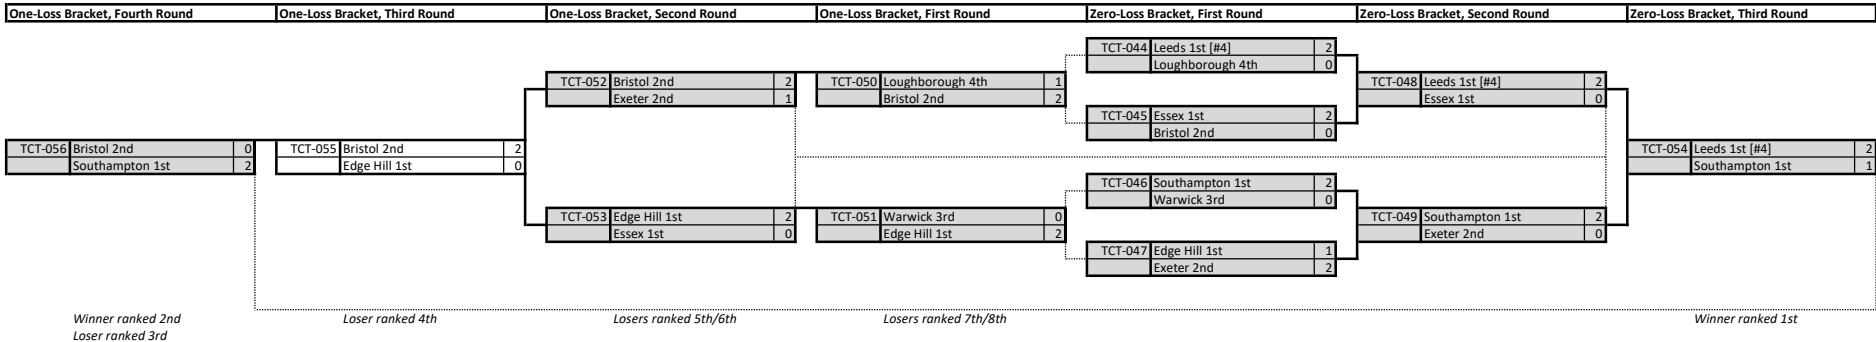 One-Loss Bracket, Fourth Round One-Loss Bracket, Third Round One-Loss Bracket, Second Round One-Loss Bracket, First Round Zero-Loss Bracket, First Round Zero-Loss Bracket, Second Round Zero-Loss Bracket, Third Round
TCT-044 Leeds 1st [#4] 2
Loughborough 4th 0
TCT-052 Bristol 2nd 2 TCT-050 Loughborough 4th 1 TCT-048 Leeds 1st [#4] 2
Exeter 2nd 1 Bristol 2nd 2 Essex 1st 0
TCT-045 Essex 1st 2
Bristol 2nd 0
TCT-056 Bristol 2nd 0 TCT-055 Bristol 2nd 2 TCT-054 Leeds 1st [#4] 2
Southampton 1st 2 Edge Hill 1st 0 Southampton 1st 1
TCT-046 Southampton 1st 2
Warwick 3rd 0
TCT-053 Edge Hill 1st 2 TCT-051 Warwick 3rd 0 TCT-049 Southampton 1st 2
Essex 1st 0 Edge Hill 1st 2 Exeter 2nd 0
TCT-047 Edge Hill 1st 1
Exeter 2nd 2
Winner ranked 2nd Loser ranked 4th Losers ranked 5th/6th Losers ranked 7th/8th Winner ranked 1st
Loser ranked 3rd